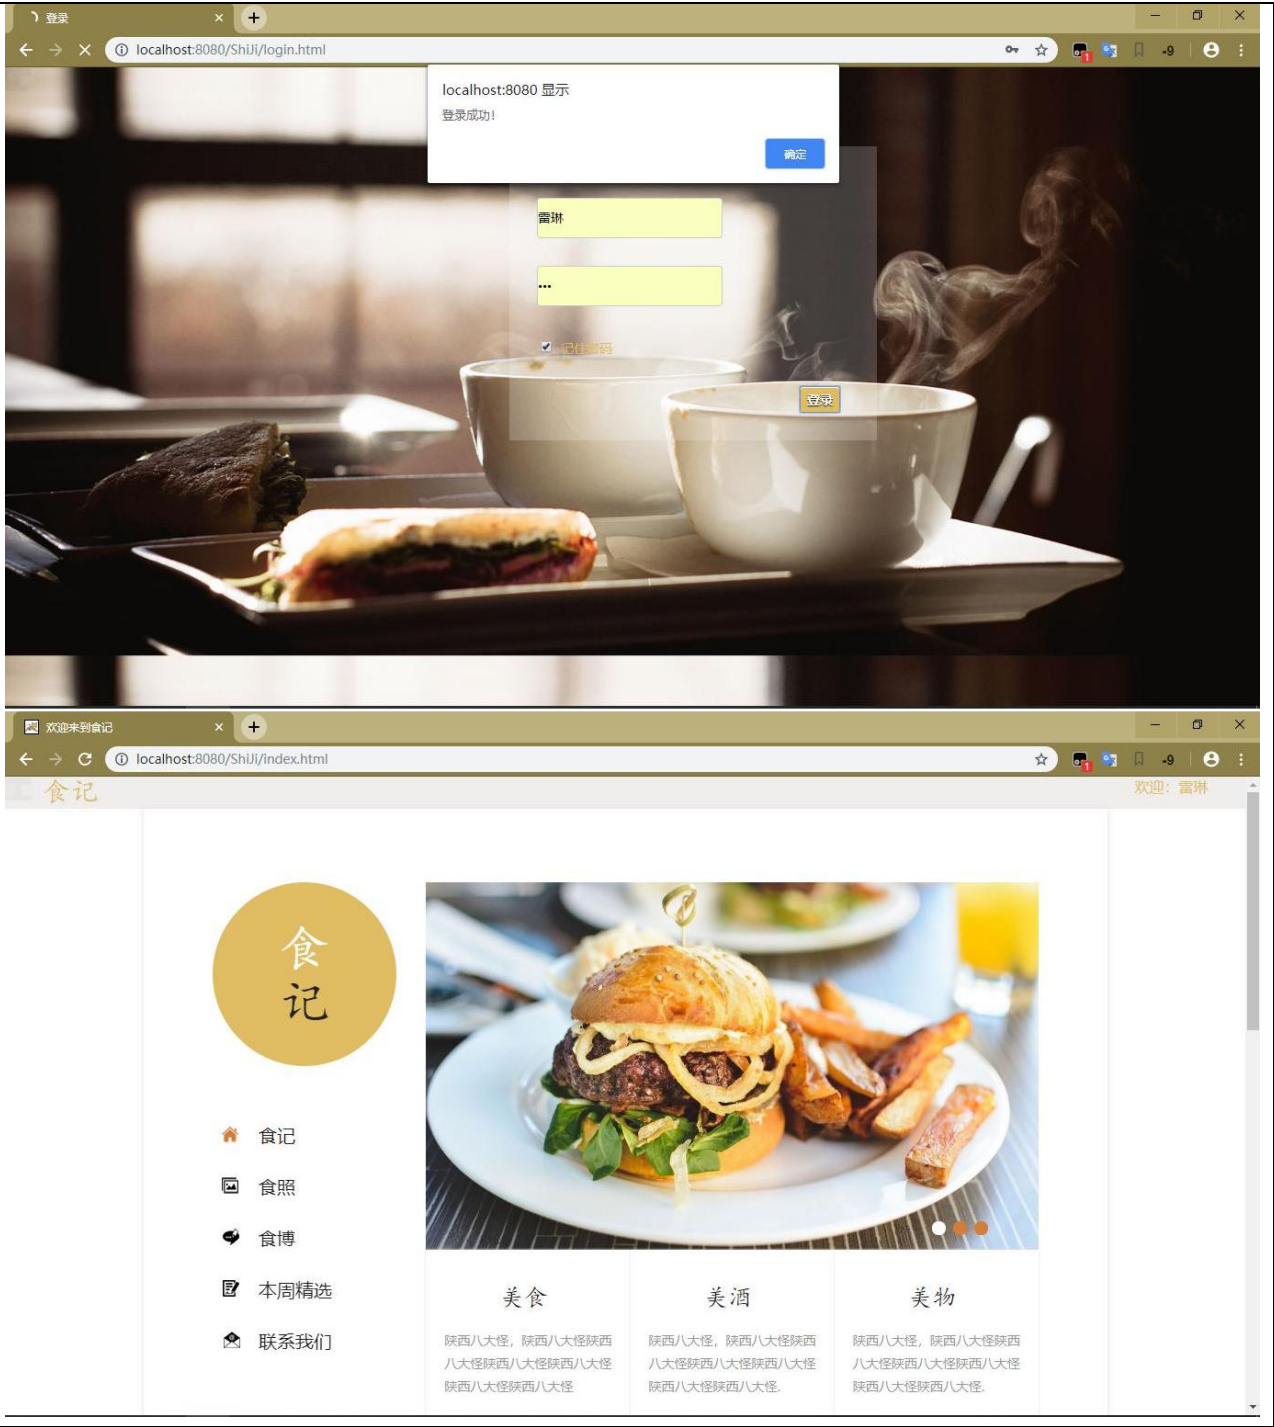 登录
localhost:8080/ShiJi/login.html
1
-9
localhost:8080 显示
登录成功!
确定
雷琳
•••
记住密码
登录
欢迎来到食记
localhost:8080/ShiJi/index.html
1
-9
食记
欢迎：雷琳
食
记
食记
食照
食博
本周精选
联系我们
美食
陕西八大怪，陕西八大怪陕西
八大怪陕西八大怪陕西八大怪
陕西八大怪陕西八大怪
美酒
陕西八大怪，陕西八大怪陕西
八大怪陕西八大怪陕西八大怪
陕西八大怪陕西八大怪.
美物
陕西八大怪，陕西八大怪陕西
八大怪陕西八大怪陕西八大怪
陕西八大怪陕西八大怪.